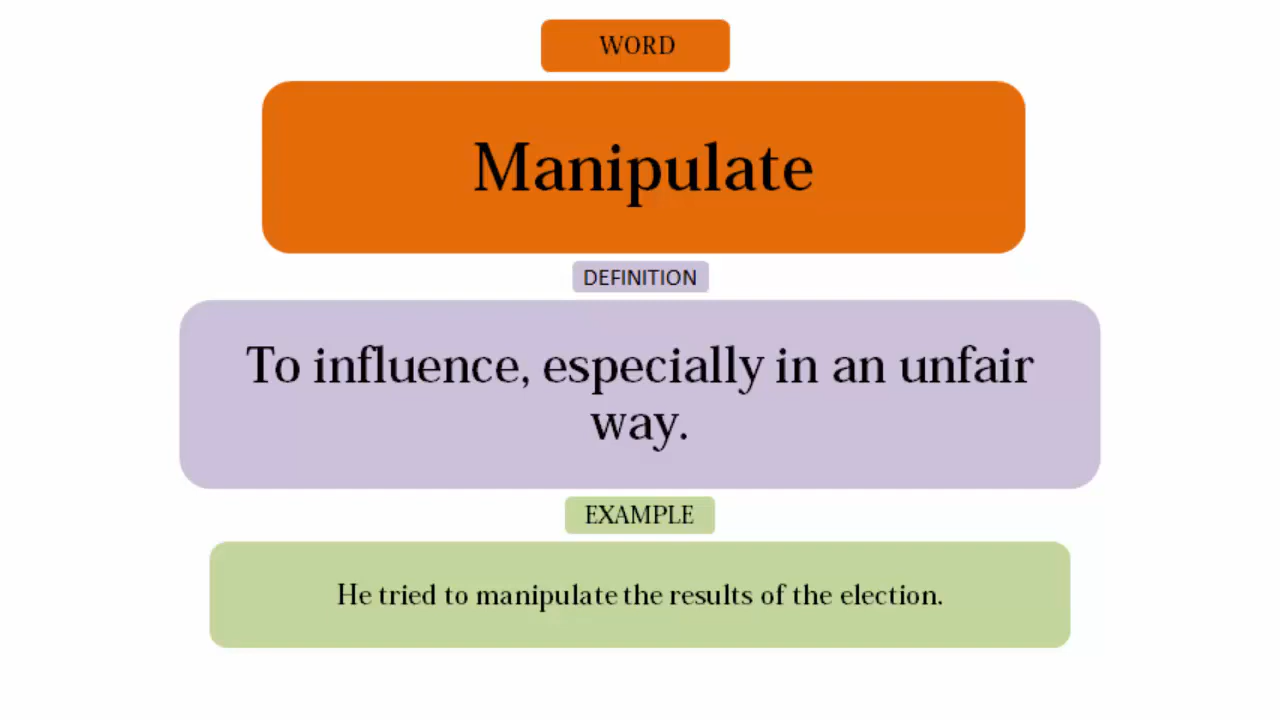 WORD
Manipulate
DEFINITION
To influence, especially in an unfair
way.
EXAMPLE
He tried to manipulate the results of the election.